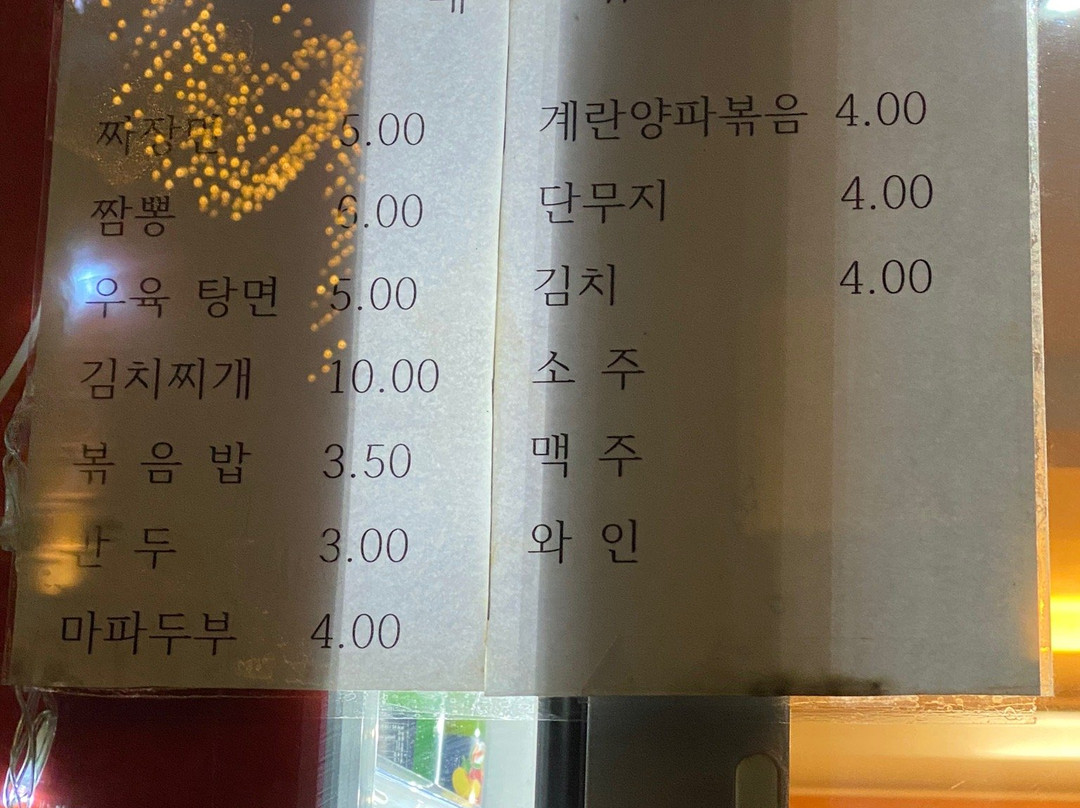 짜장면 5.00
짬뽕 6.00
우육 탕면 5.00
김치찌개 10.00
볶 음 밥 3.50
만 두 3.00
마파두부 4.00
계란양파볶음 4.00
단무지 4.00
김치 4.00
소 주
맥 주
와 인